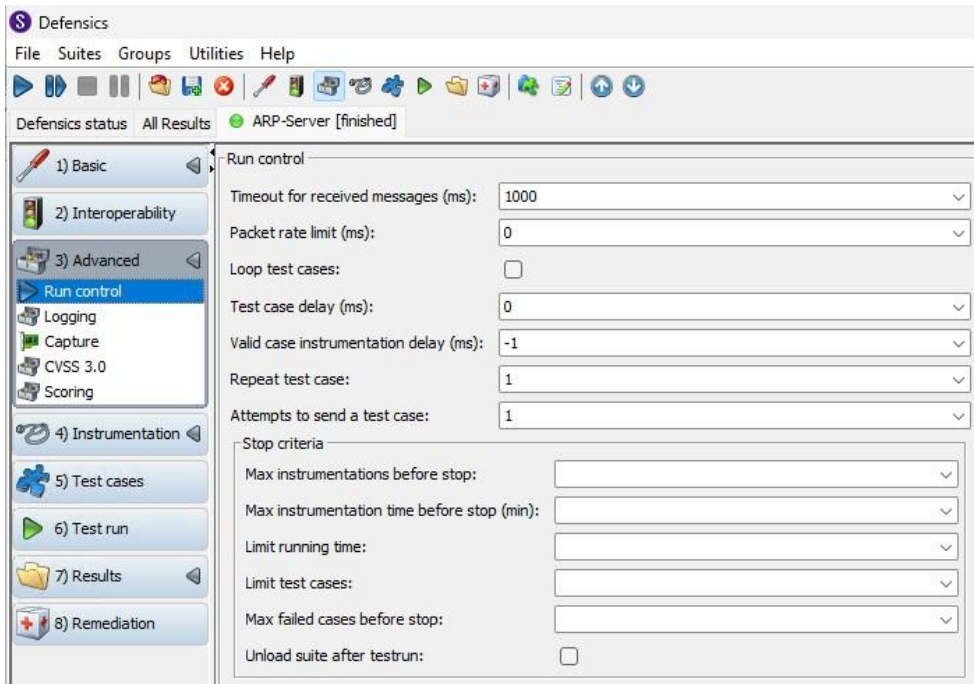 S Defensics
File Suites Groups Utilities Help
Defensics status All Results ARP-Server [finished]
1) Basic
2) Interoperability
3) Advanced
Run control
Logging
Capture
CVSS 3.0
Scoring
4) Instrumentation
5) Test cases
6) Test run
7) Results
8) Remediation
Run control
Timeout for received messages (ms): 1000
Packet rate limit (ms): 0
Loop test cases:
Test case delay (ms): 0
Valid case instrumentation delay (ms): -1
Repeat test case: 1
Attempts to send a test case: 1
Stop criteria
Max instrumentations before stop:
Max instrumentation time before stop (min):
Limit running time:
Limit test cases:
Max failed cases before stop:
Unload suite after testrun: